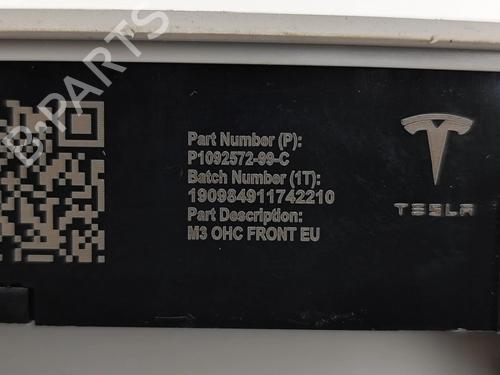 B-PARTS
Part Number (P):
P1092572-99-C
Batch Number (1T):
190984911742210
Part Description:
M3 OHC FRONT EU
TESLA